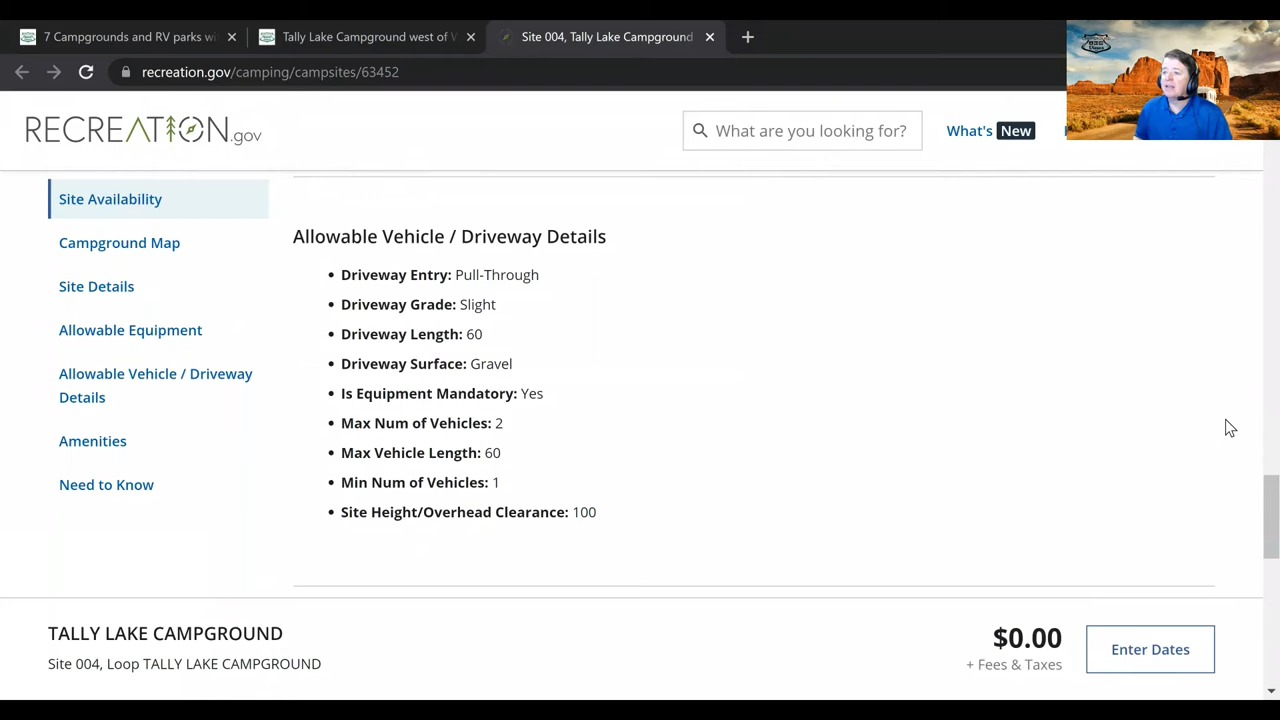 7 Campgrounds and RV parks wi
Tally Lake Campground west of W
Site 004, Tally Lake Campground
recreation.gov/camping/campsites/63452
RECREATION.gov
What are you looking for?
What's New
Site Availability
Campground Map
Site Details
Allowable Equipment
Allowable Vehicle / Driveway
Details
Amenities
Need to Know
Allowable Vehicle / Driveway Details
• Driveway Entry: Pull-Through
• Driveway Grade: Slight
• Driveway Length: 60
• Driveway Surface: Gravel
• Is Equipment Mandatory: Yes
• Max Num of Vehicles: 2
• Max Vehicle Length: 60
• Min Num of Vehicles: 1
• Site Height/Overhead Clearance: 100
TALLY LAKE CAMPGROUND
Site 004, Loop TALLY LAKE CAMPGROUND
$0.00
+ Fees & Taxes
Enter Dates